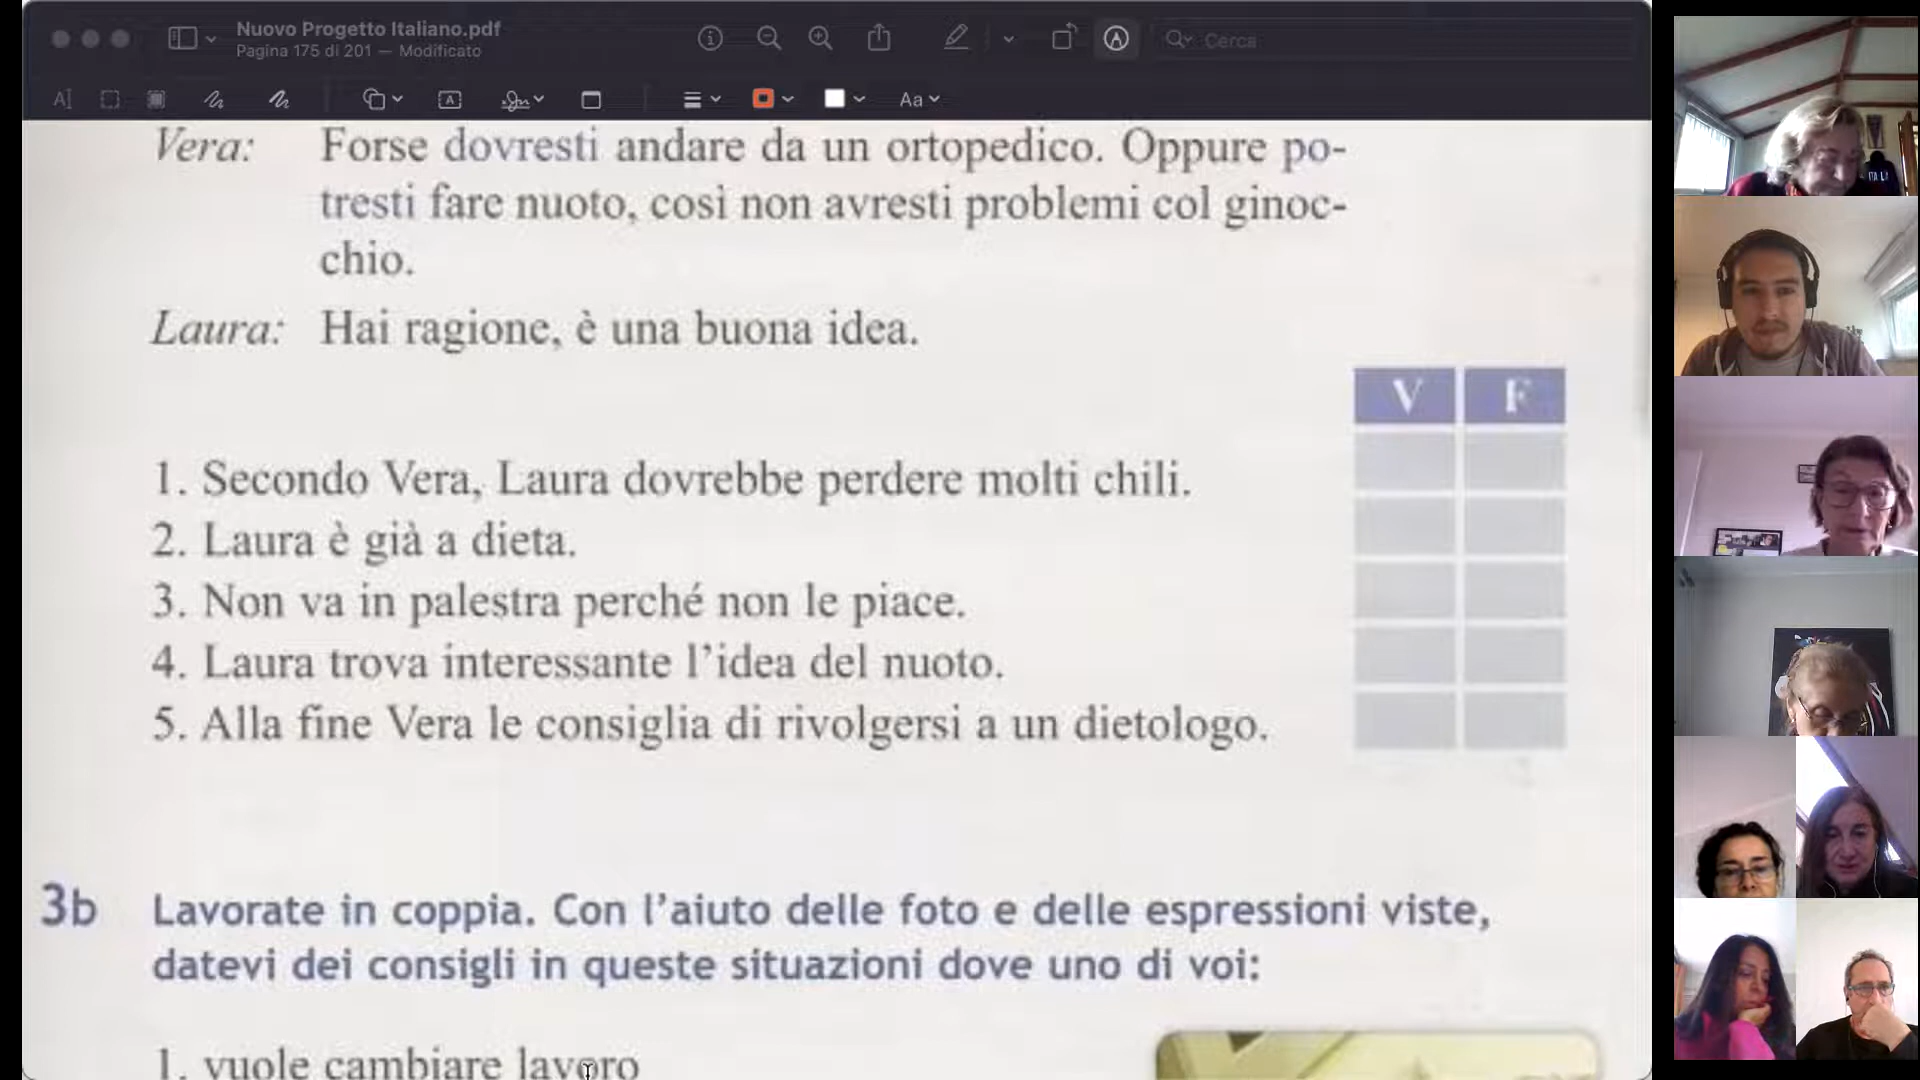 Nuovo Progetto Italiano.pdf
Pagina 175 di 201 — Modificato
Cerca
Aa
Vera: Forse dovresti andare da un ortopedico. Oppure po-
tresti fare nuoto, così non avresti problemi col ginoc-
chio.
Laura: Hai ragione, è una buona idea.
V F
1. Secondo Vera, Laura dovrebbe perdere molti chili.
2. Laura è già a dieta.
3. Non va in palestra perché non le piace.
4. Laura trova interessante l'idea del nuoto.
5. Alla fine Vera le consiglia di rivolgersi a un dietologo.
3b Lavorate in coppia. Con l'aiuto delle foto e delle espressioni viste,
datevi dei consigli in queste situazioni dove uno di voi:
1. vuole cambiare lavoro